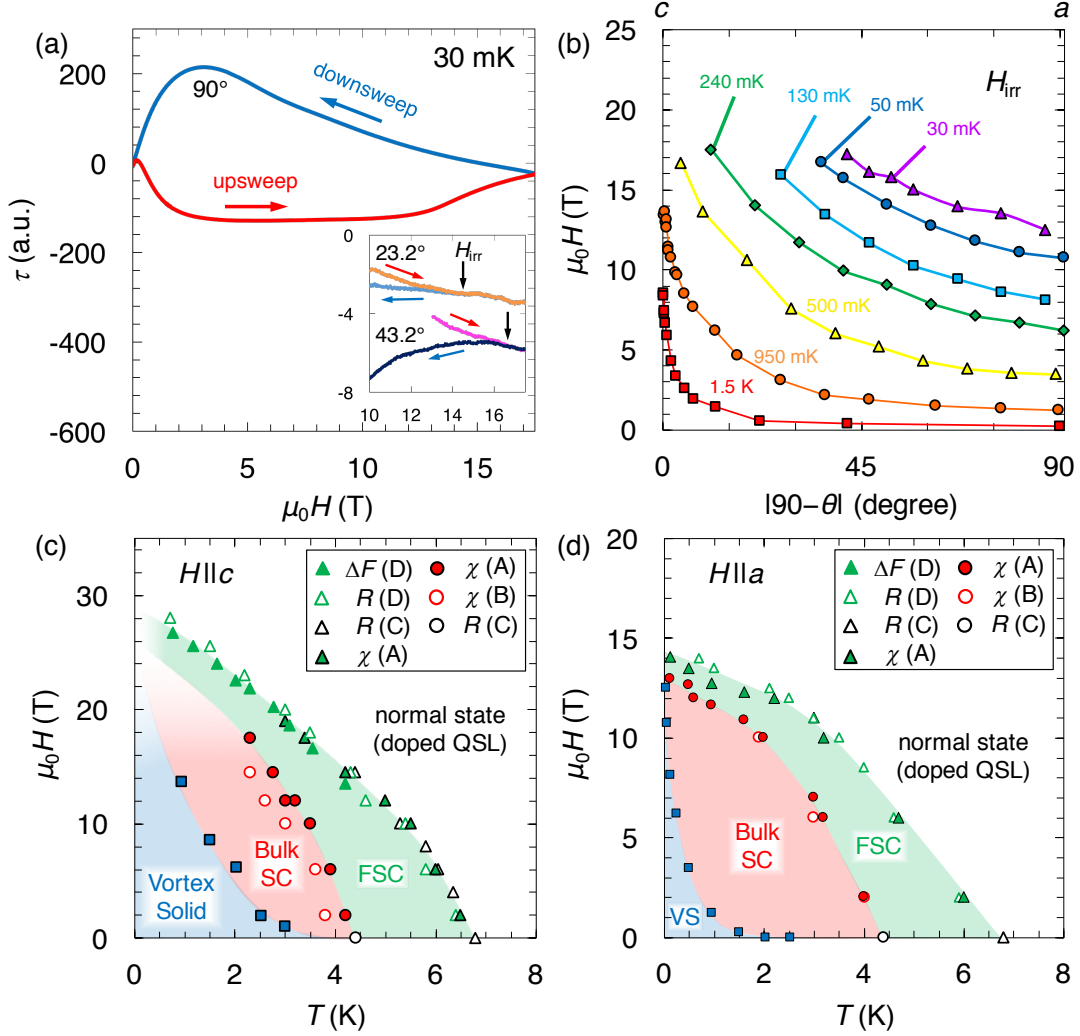 (a)
30 mK
90°
downsweep
upsweep
200
0
-200
-400
-600
τ (a.u.)
0
5
10
15
μ₀H (T)
0
-4
-8
10
12
14
16
23.2°
H_irr
43.2°
(b)
c
a
H_irr
240 mK
130 mK
50 mK
30 mK
500 mK
950 mK
1.5 K
25
20
15
10
5
0
μ₀H (T)
0
45
90
|90−θ| (degree)
(c)
H||c
ΔF (D)
χ (A)
R (D)
χ (B)
R (C)
R (C)
χ (A)
normal state
(doped QSL)
Bulk
SC
FSC
Vortex
Solid
30
20
10
0
μ₀H (T)
0
2
4
6
8
T (K)
(d)
H||a
ΔF (D)
χ (A)
R (D)
χ (B)
R (C)
R (C)
χ (A)
normal state
(doped QSL)
Bulk
SC
FSC
VS
20
15
10
5
0
μ₀H (T)
0
2
4
6
8
T (K)